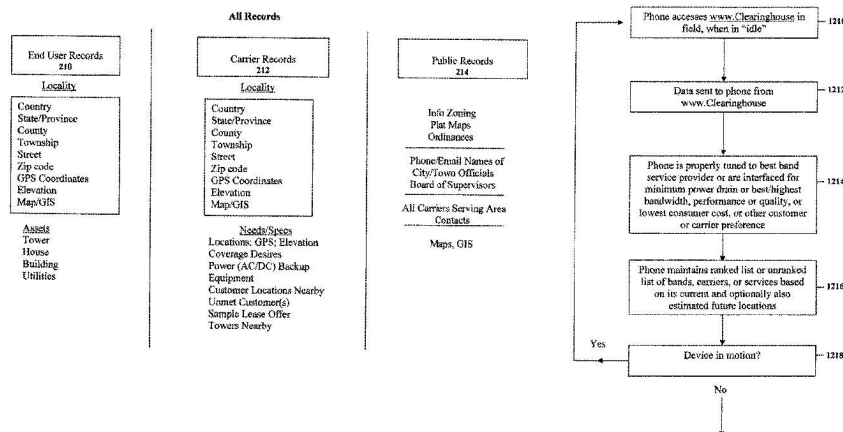 All Records
End User Records
210
Locality
Country
State/Province
County
Township
Street
Zip code
GPS Coordinates
Elevation
Map/GIS
Assets
Tower
House
Building
Utilities
Carrier Records
212
Locality
Country
State/Province
County
Township
Street
Zip code
GPS Coordinates
Elevation
Map/GIS
Needs/Specs
Locations; GPS; Elevation
Coverage Desires
Power (AC/DC) Backup
Equipment
Customer Locations Nearby
Unmet Customer(s)
Sample Lease Offer
Towers Nearby
Public Records
214
Info Zoning
Plat Maps
Ordinances
Phone/Email Names of
City/Town Officials
Board of Supervisors
All Carriers Serving Area
Contacts
Maps, GIS
Phone accesses www.Clearinghouse in
field, when in "idle"
1210
Data sent to phone from
www.Clearinghouse
1212
Phone is properly tuned to best band
service provider or are interfaced for
minimum power drain or best/highest
bandwidth, performance or quality, or
lowest consumer cost, or other customer
or carrier preference
1214
Phone maintains ranked list or unranked
list of bands, carriers, or services based
on its current and optionally also
estimated future locations
1216
Yes
Device in motion?
1218
No